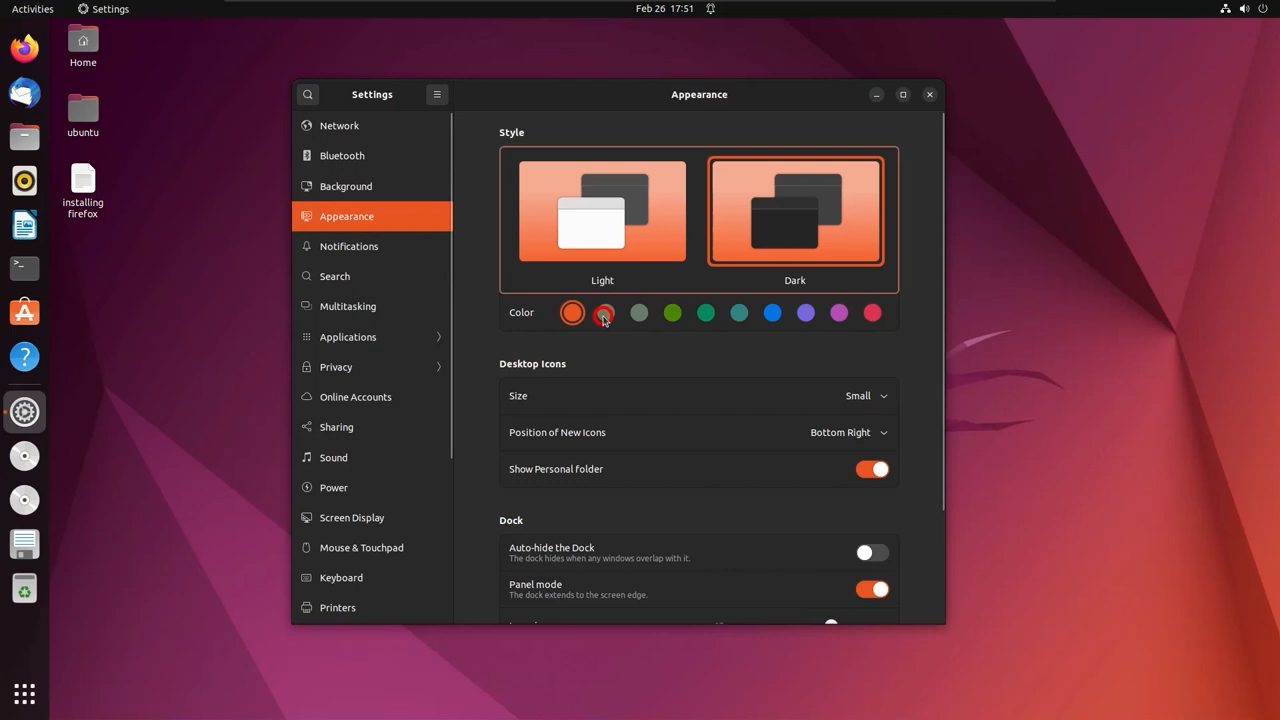 Activities
Settings
Feb 26 17:51
Home
ubuntu
installing
firefox
Settings
Appearance
Network
Bluetooth
Background
Appearance
Notifications
Search
Multitasking
Applications
Privacy
Online Accounts
Sharing
Sound
Power
Screen Display
Mouse & Touchpad
Keyboard
Printers
Style
Light
Dark
Color
Desktop Icons
Size
Small
Position of New Icons
Bottom Right
Show Personal folder
Dock
Auto-hide the Dock
The dock hides when any windows overlap with it.
Panel mode
The dock extends to the screen edge.